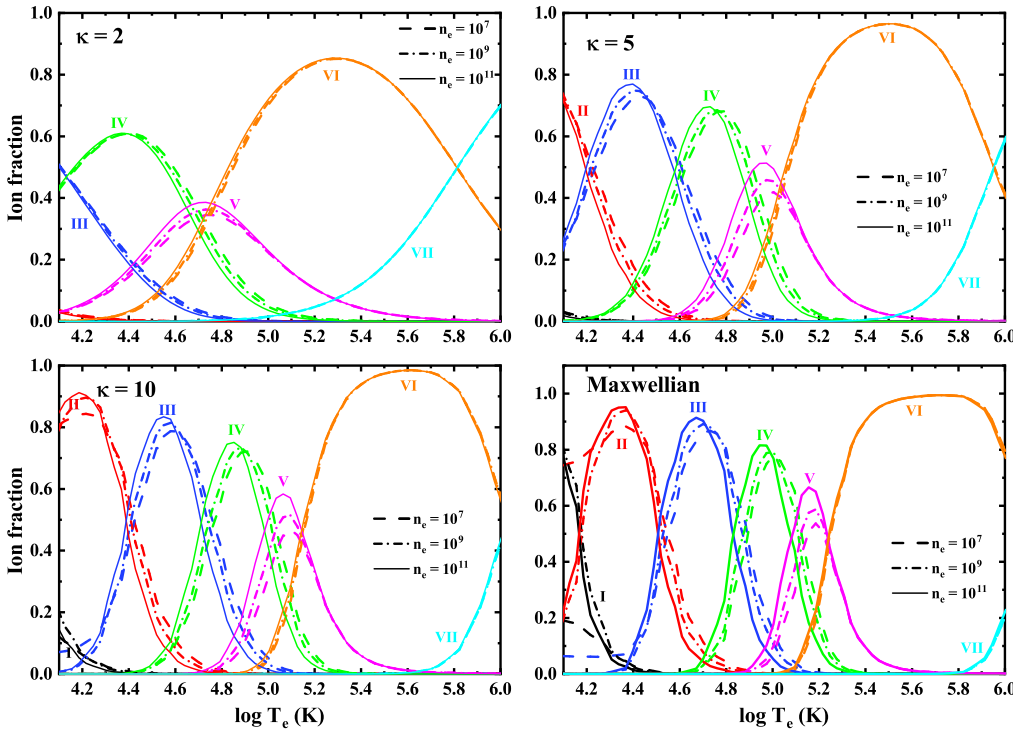 κ = 2
n_e = 10^7
n_e = 10^9
n_e = 10^11
III
IV
V
VI
VII
Ion fraction
1.0
0.8
0.6
0.4
0.2
0.0
4.2 4.4 4.6 4.8 5.0 5.2 5.4 5.6 5.8 6.0
κ = 5
II
III
IV
V
VI
VII
n_e = 10^7
n_e = 10^9
n_e = 10^11
1.0
0.8
0.6
0.4
0.2
0.0
4.2 4.4 4.6 4.8 5.0 5.2 5.4 5.6 5.8 6.0
κ = 10
II
III
IV
V
VI
VII
n_e = 10^7
n_e = 10^9
n_e = 10^11
Ion fraction
1.0
0.8
0.6
0.4
0.2
0.0
4.2 4.4 4.6 4.8 5.0 5.2 5.4 5.6 5.8 6.0
log T_e (K)
Maxwellian
I
II
III
IV
V
VI
VII
n_e = 10^7
n_e = 10^9
n_e = 10^11
1.0
0.8
0.6
0.4
0.2
0.0
4.2 4.4 4.6 4.8 5.0 5.2 5.4 5.6 5.8 6.0
log T_e (K)